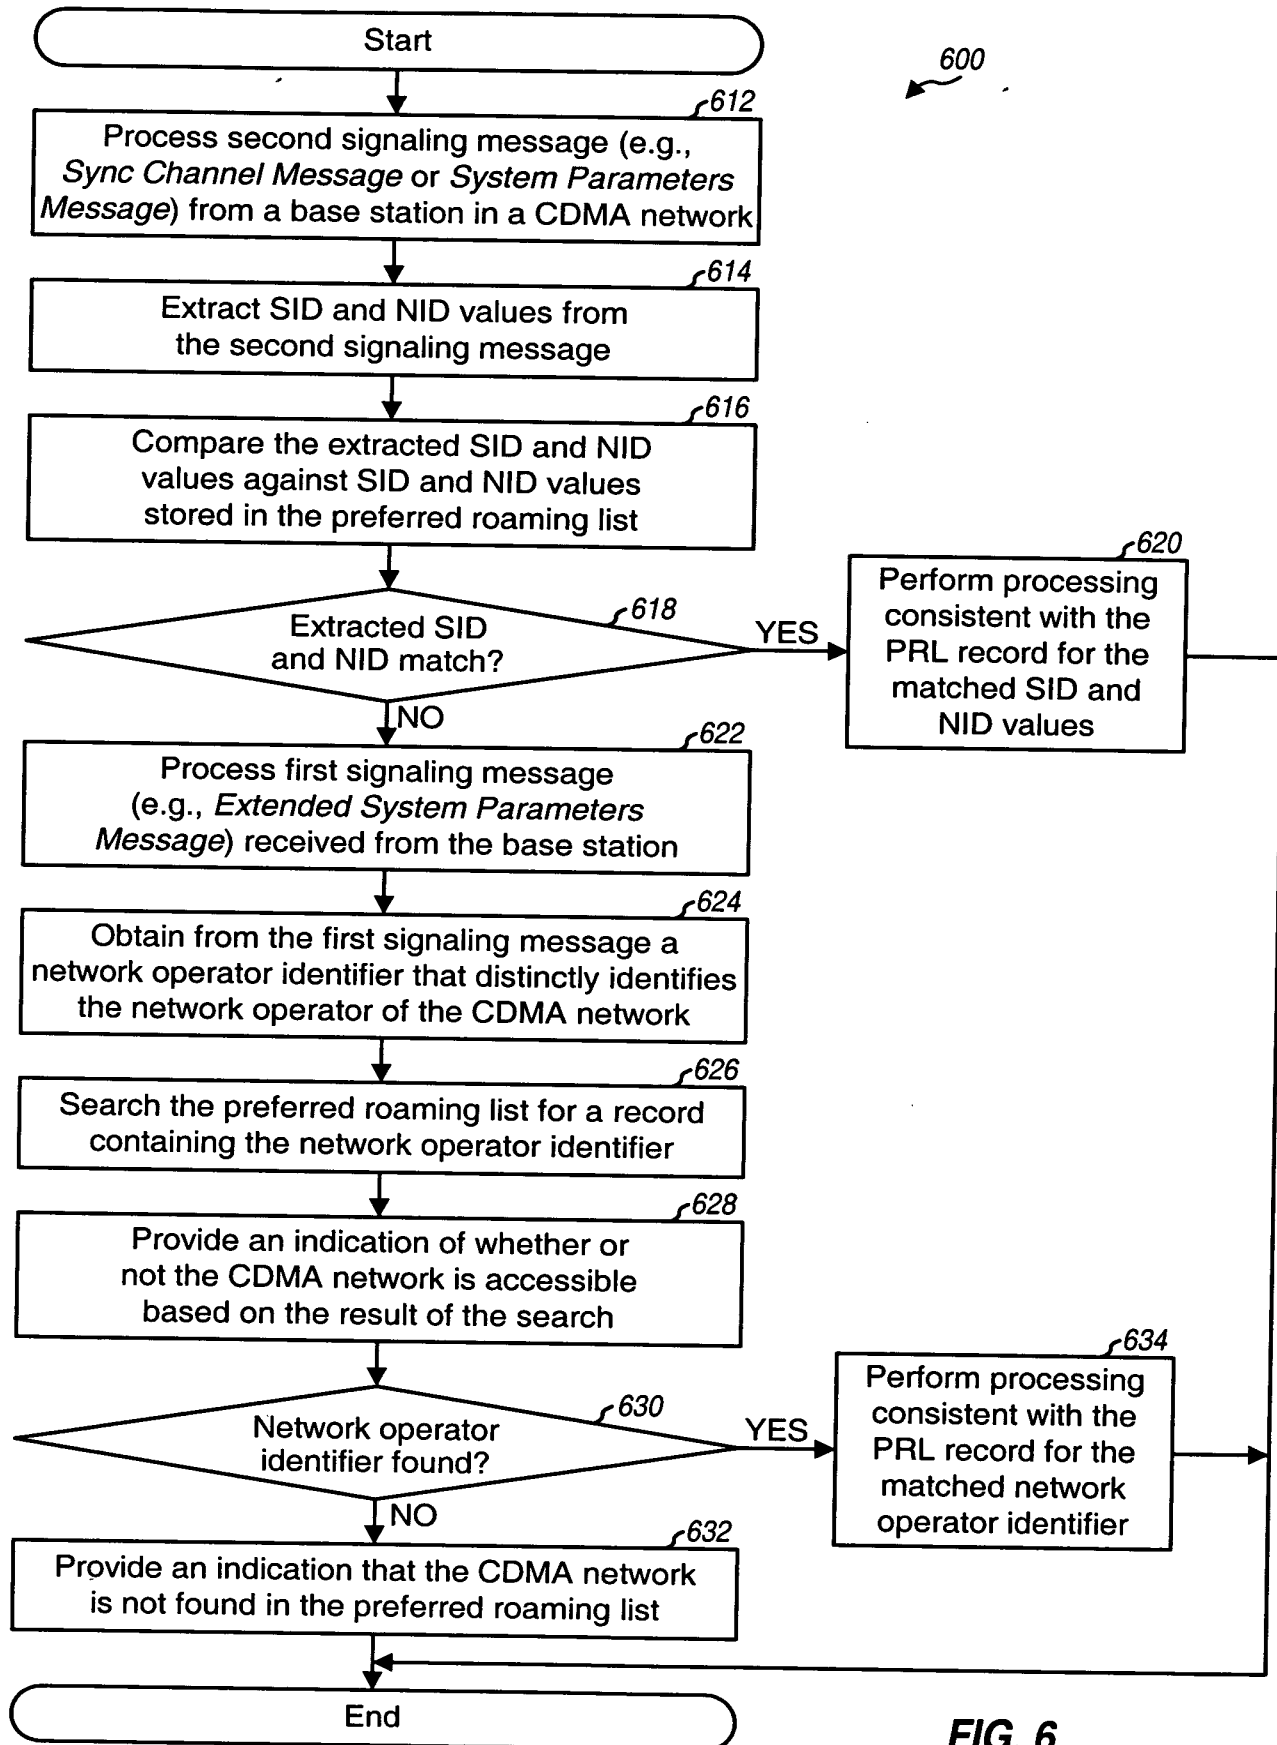 Start
600
612
Process second signaling message (e.g.,
Sync Channel Message or System Parameters
Message) from a base station in a CDMA network
614
Extract SID and NID values from
the second signaling message
616
Compare the extracted SID and NID
values against SID and NID values
stored in the preferred roaming list
618
Extracted SID
and NID match?
YES
620
Perform processing
consistent with the
PRL record for the
matched SID and
NID values
NO
622
Process first signaling message
(e.g., Extended System Parameters
Message) received from the base station
624
Obtain from the first signaling message a
network operator identifier that distinctly identifies
the network operator of the CDMA network
626
Search the preferred roaming list for a record
containing the network operator identifier
628
Provide an indication of whether or
not the CDMA network is accessible
based on the result of the search
630
Network operator
identifier found?
YES
634
Perform processing
consistent with the
PRL record for the
matched network
operator identifier
NO
632
Provide an indication that the CDMA network
is not found in the preferred roaming list
End
FIG. 6